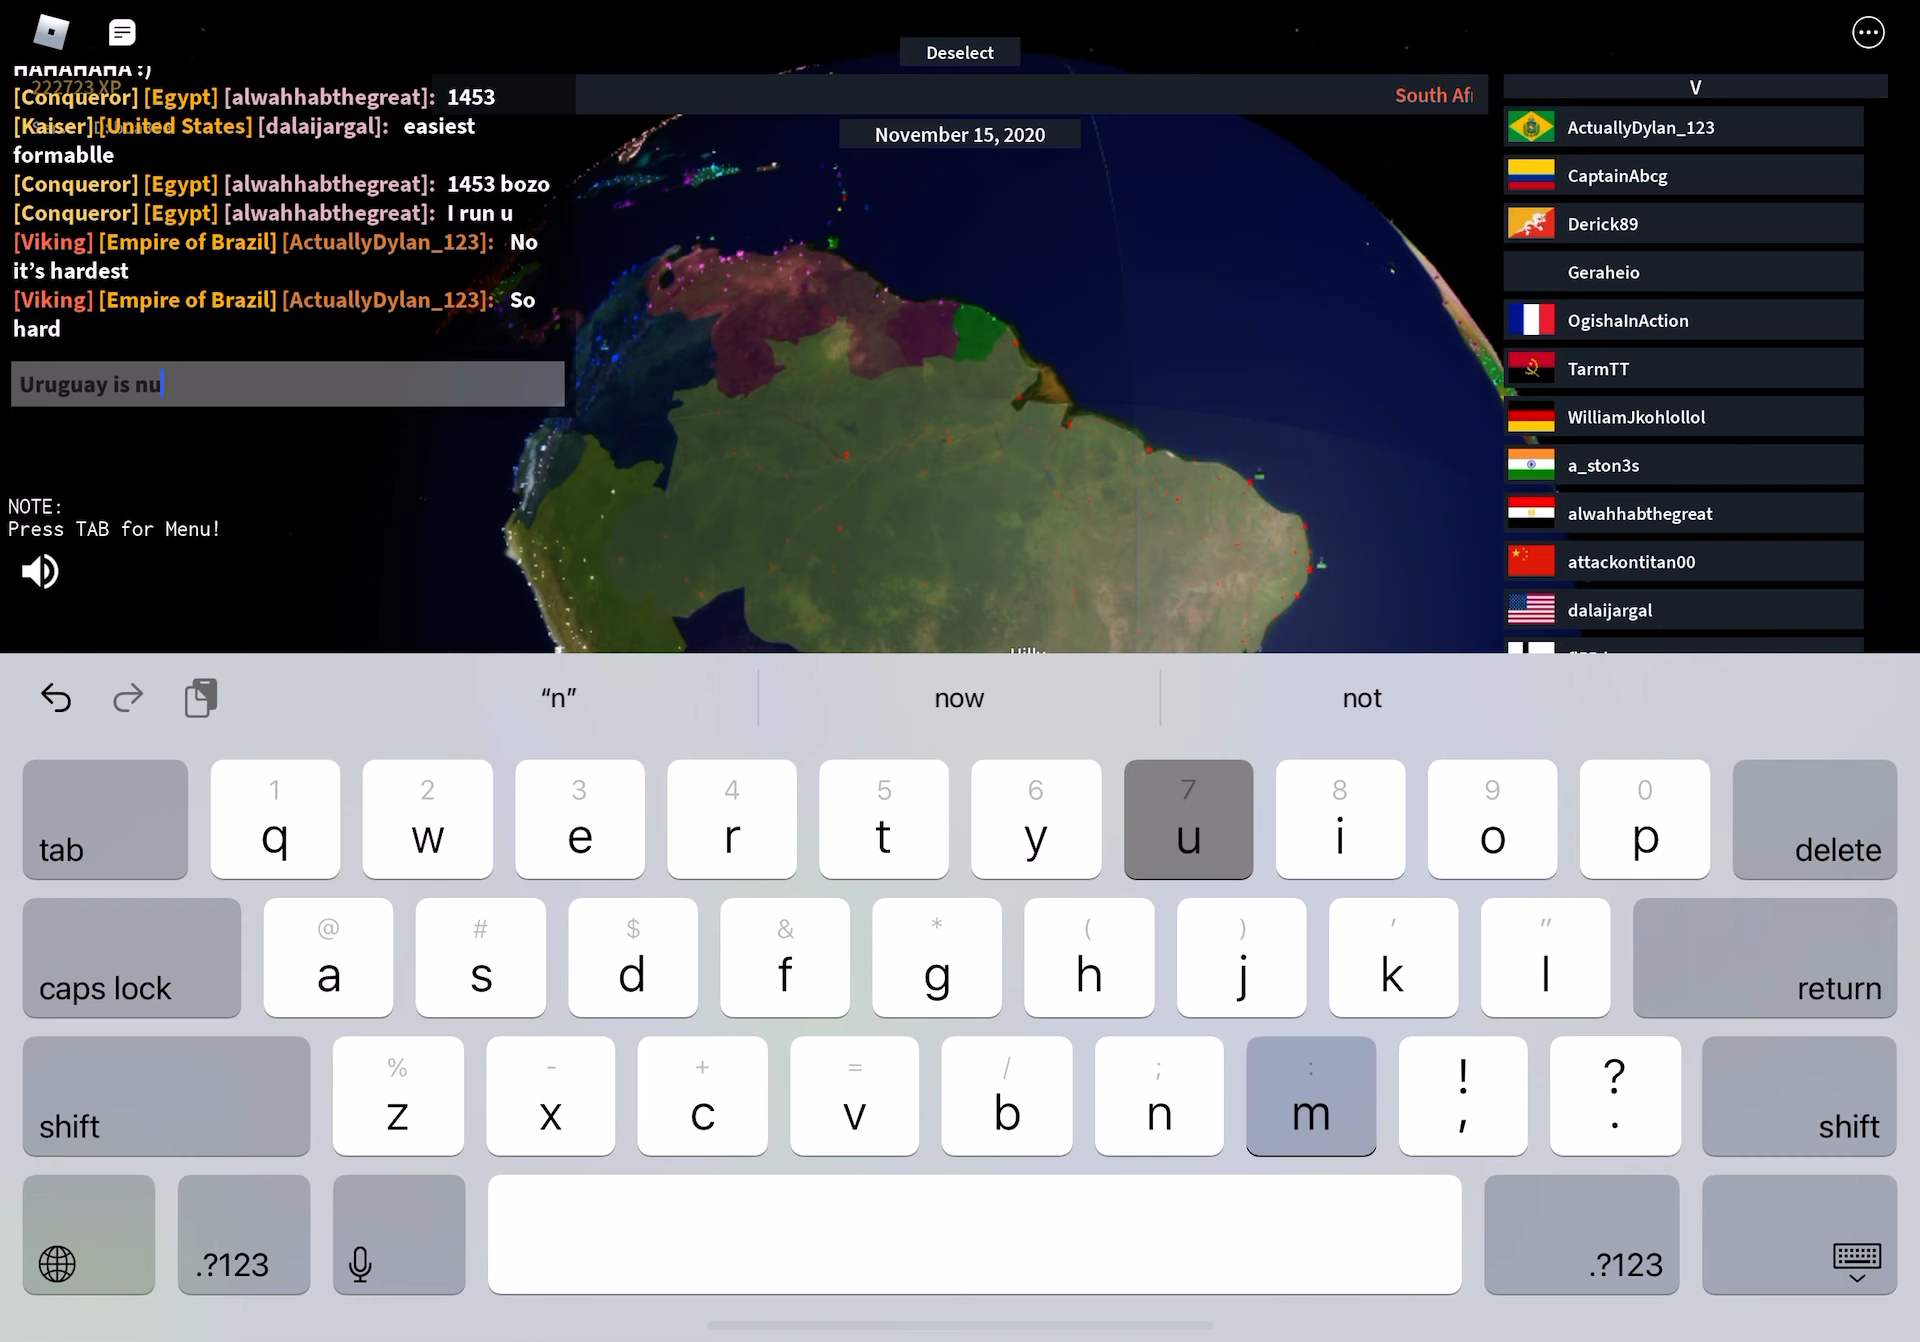 Deselect
HAHAHAHA :)
222723 XP
[Conqueror] [Egypt] [alwahhabthegreat]: 1453
[Kaiser] [United States] [dalaijargal]: easiest
formablle
[Conqueror] [Egypt] [alwahhabthegreat]: 1453 bozo
[Conqueror] [Egypt] [alwahhabthegreat]: I run u
[Viking] [Empire of Brazil] [ActuallyDylan_123]: No
it’s hardest
[Viking] [Empire of Brazil] [ActuallyDylan_123]: So
hard
Uruguay is nu
NOTE:
Press TAB for Menu!
South Af
November 15, 2020
V
ActuallyDylan_123
CaptainAbcg
Derick89
Geraheio
OgishaInAction
TarmTT
WilliamJkohlollol
a_ston3s
alwahhabthegreat
attackontitan00
dalaijargal
“n” now not
1 2 3 4 5 6 7 8 9 0
tab q w e r t y u i o p delete
@ # $ & * ( ) ' "
caps lock a s d f g h j k l return
% - + = / ; : ! ?
shift z x c v b n m , . shift
.?123 .?123